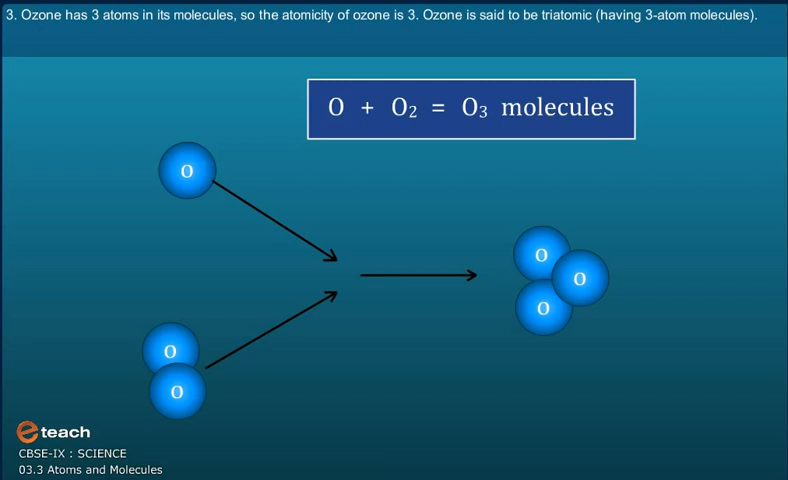 3. Ozone has 3 atoms in its molecules, so the atomicity of ozone is 3. Ozone is said to be triatomic (having 3-atom molecules).
O + O₂ = O₃ molecules
O
O
O
O
O
O
eteach
CBSE-IX : SCIENCE
03.3 Atoms and Molecules